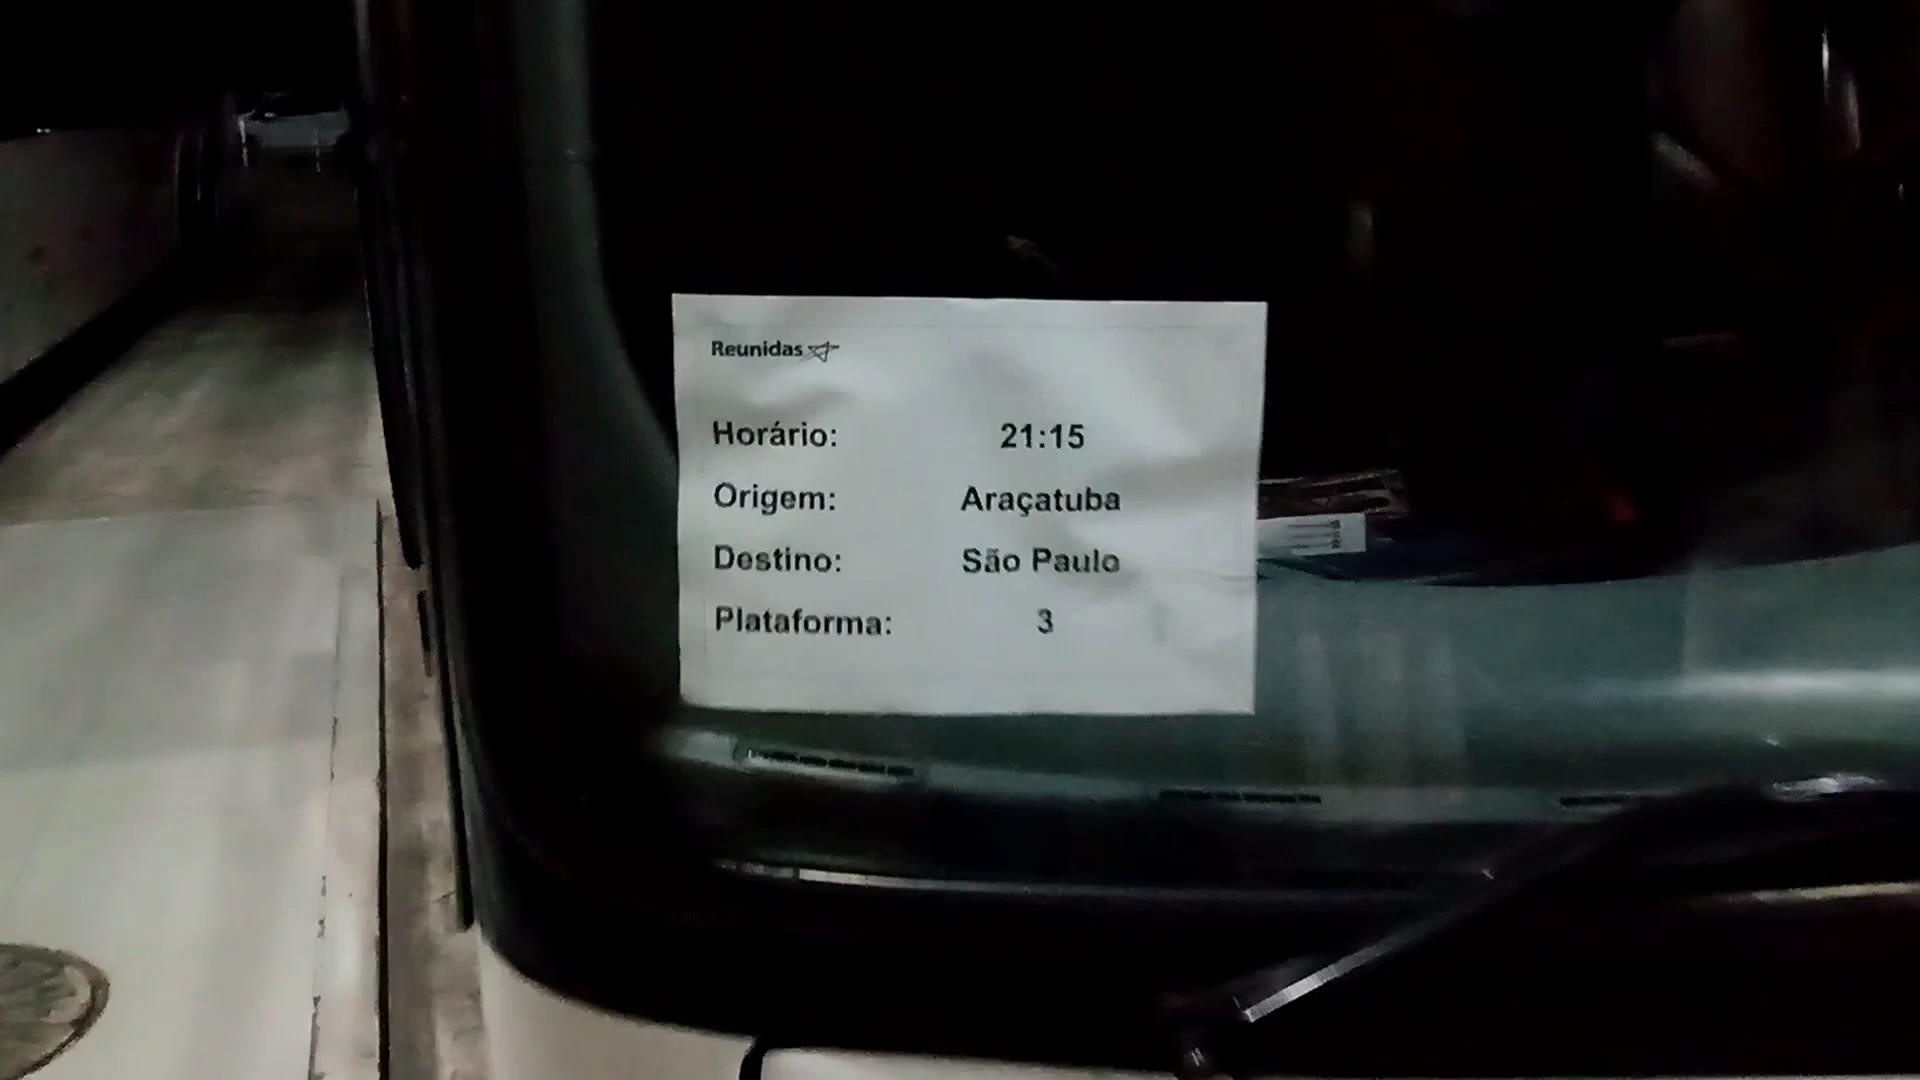 Reunidas
Horário: 21:15
Origem: Araçatuba
Destino: São Paulo
Plataforma: 3